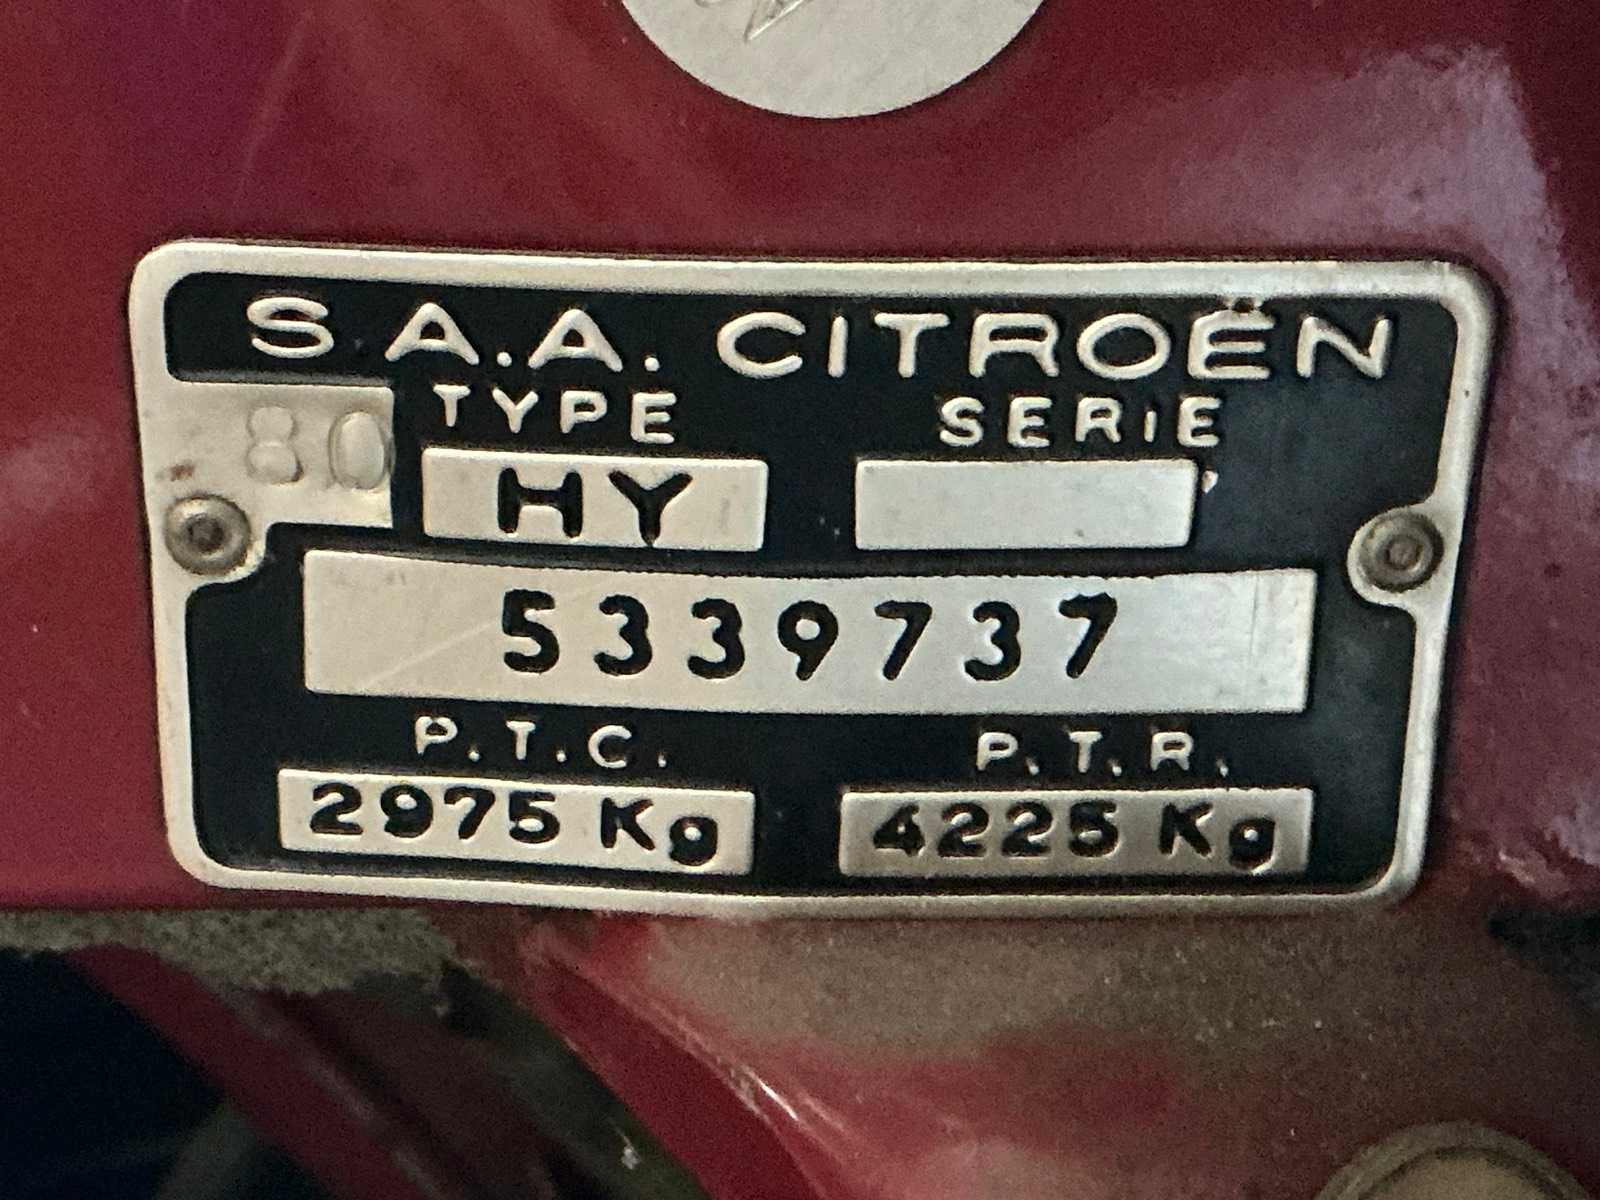 S.A.A. CITROËN
TYPE SERIE
80
HY
5339737
P.T.C. P.T.R.
2975 Kg 4225 Kg